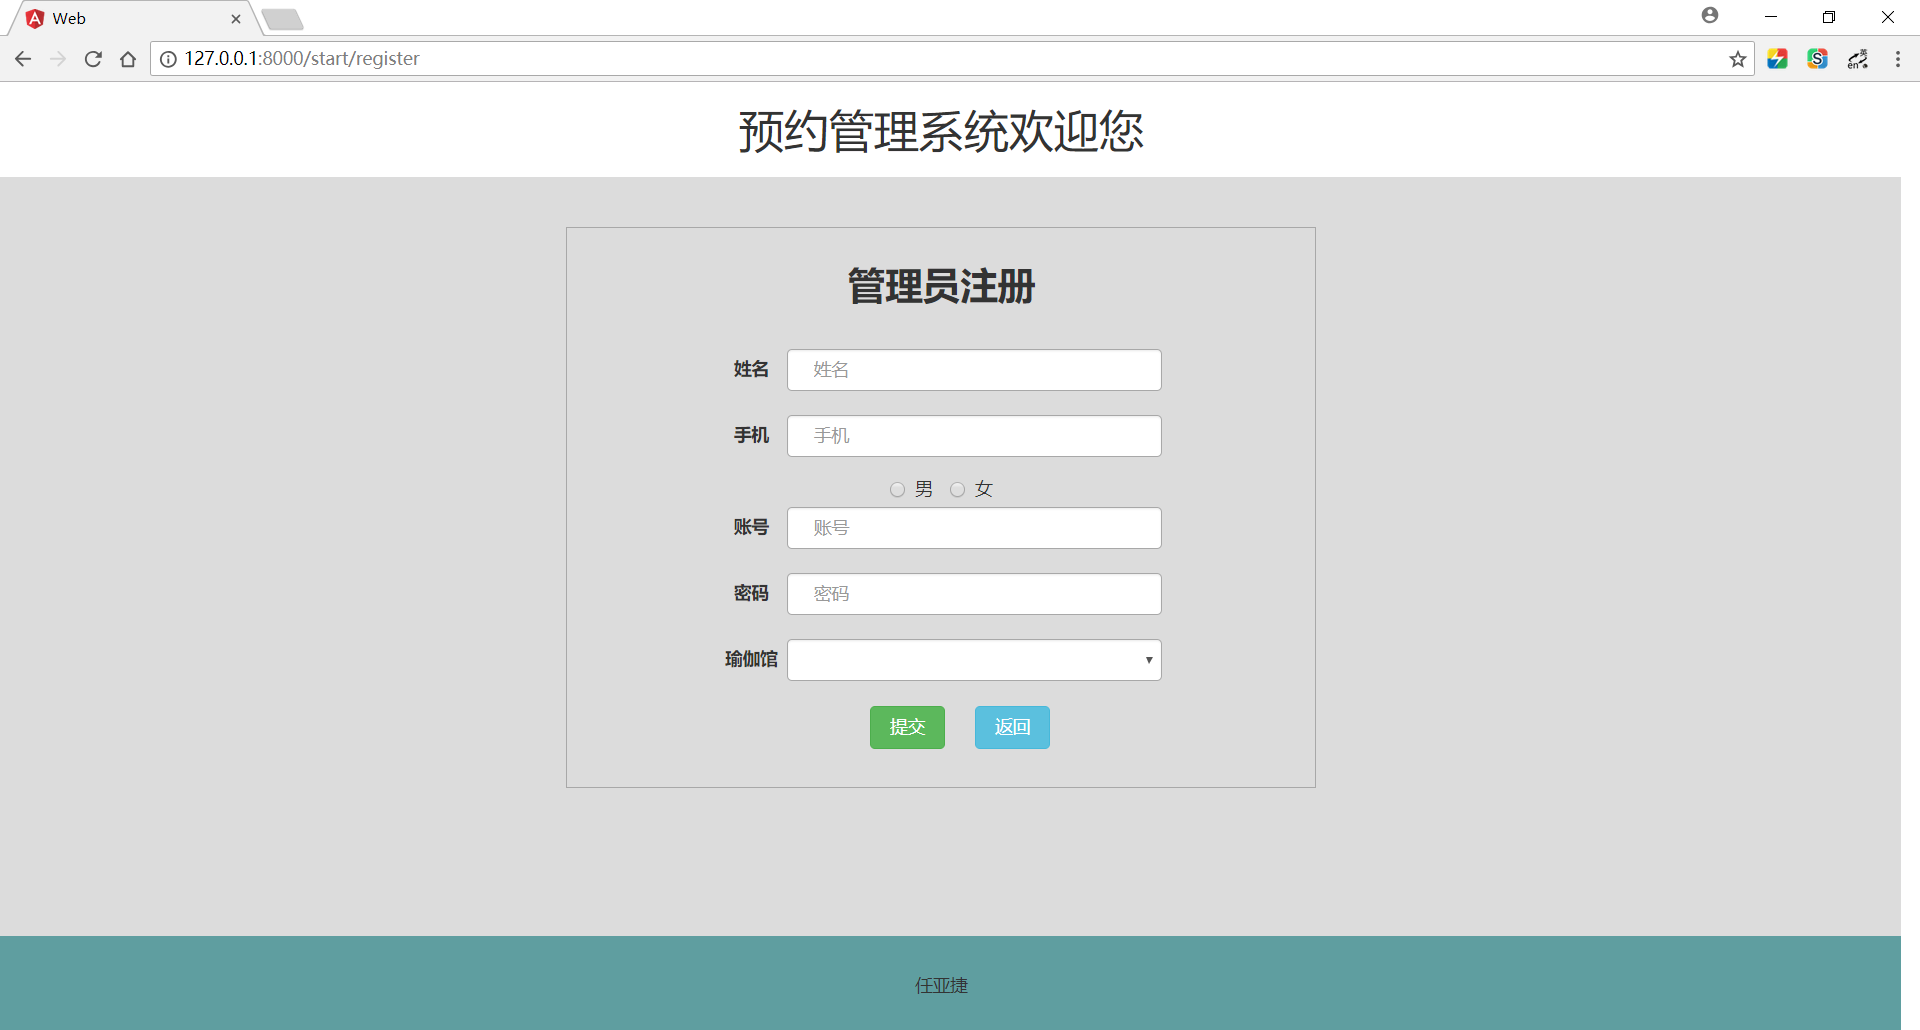 Web
127.0.0.1:8000/start/register
预约管理系统欢迎您
管理员注册
姓名 姓名
手机 手机
男 女
账号 账号
密码 密码
瑜伽馆
提交 返回
任亚捷